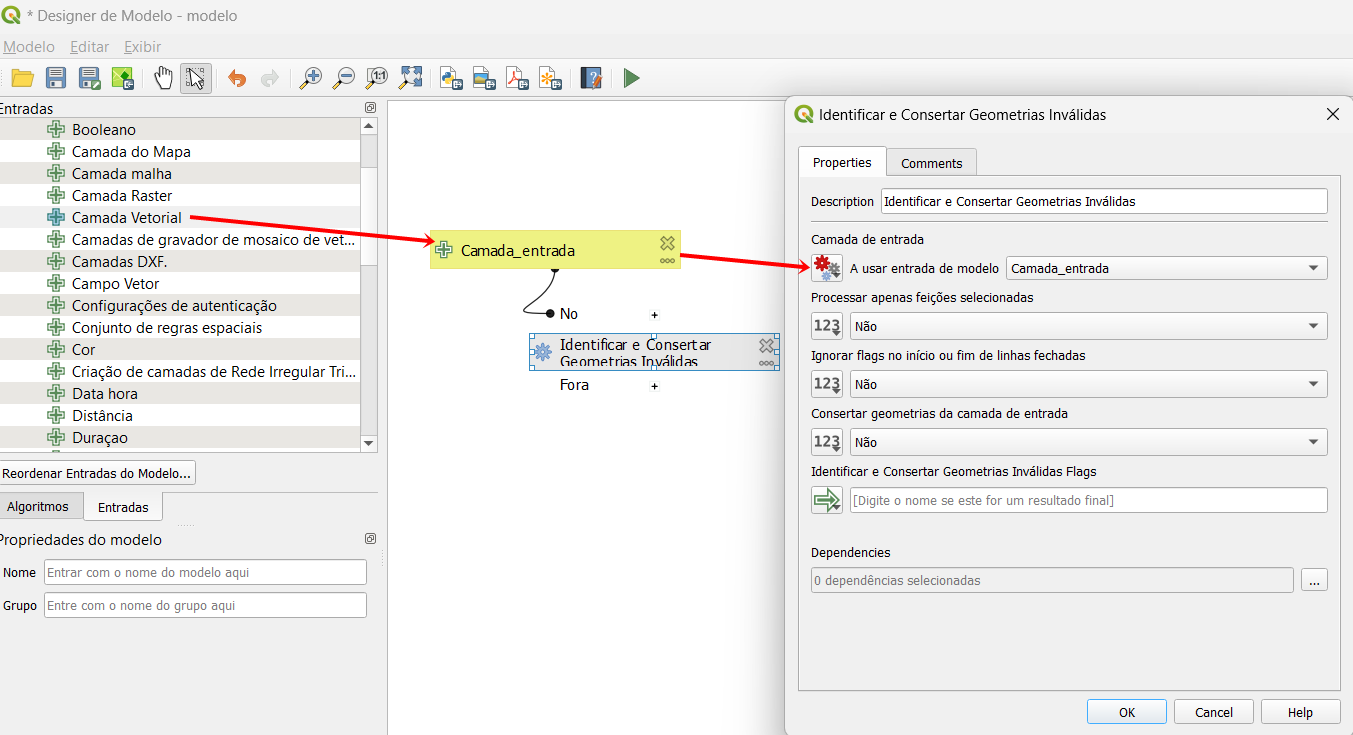 * Designer de Modelo - modelo
Modelo Editar Exibir
1:1
Entradas
Booleano
Camada do Mapa
Camada malha
Camada Raster
Camada Vetorial
Camadas de gravador de mosaico de vet...
Camadas DXF.
Campo Vetor
Configurações de autenticação
Conjunto de regras espaciais
Cor
Criação de camadas de Rede Irregular Tri...
Data hora
Distância
Duraçao
Reordenar Entradas do Modelo...
Algoritmos Entradas
Propriedades do modelo
Nome Entrar com o nome do modelo aqui
Grupo Entre com o nome do grupo aqui
Camada_entrada
No +
Identificar e Consertar
Geometrias Inválidas
Fora +
Identificar e Consertar Geometrias Inválidas
Properties Comments
Description Identificar e Consertar Geometrias Inválidas
Camada de entrada
A usar entrada de modelo Camada_entrada
Processar apenas feições selecionadas
123 Não
Ignorar flags no início ou fim de linhas fechadas
123 Não
Consertar geometrias da camada de entrada
123 Não
Identificar e Consertar Geometrias Inválidas Flags
[Digite o nome se este for um resultado final]
Dependencies
0 dependências selecionadas ...
OK Cancel Help